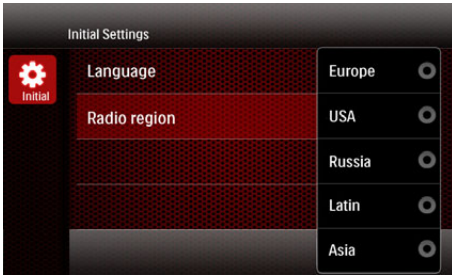 Initial Settings
Initial
Language
Radio region
Europe
USA
Russia
Latin
Asia